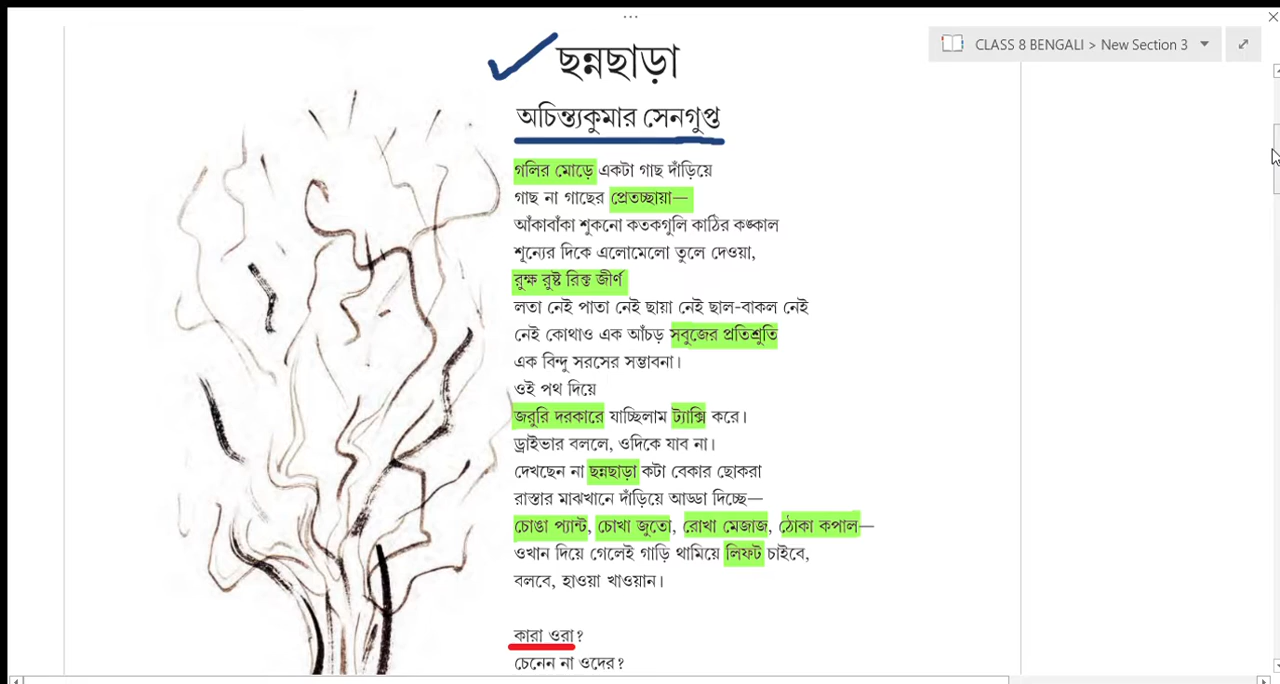 ...
CLASS 8 BENGALI > New Section 3
ছন্নছাড়া
অচিন্ত্যকুমার সেনগুপ্ত
গলির মোড়ে একটা গাছ দাঁড়িয়ে
গাছ না গাছের প্রেতচ্ছায়া—
আঁকাবাঁকা শুকনো কতকগুলি কাঠির কঙ্কাল
শূন্যের দিকে এলোমেলো তুলে দেওয়া,
রুক্ষ রুষ্ট রিক্ত জীর্ণ
লতা নেই পাতা নেই ছায়া নেই ছাল-বাকল নেই
নেই কোথাও এক আঁচড় সবুজের প্রতিশ্রুতি
এক বিন্দু সরসের সম্ভাবনা।
ওই পথ দিয়ে
জরুরি দরকারে যাচ্ছিলাম ট্যাক্সি করে।
ড্রাইভার বললে, ওদিকে যাব না।
দেখছেন না ছন্নছাড়া কটা বেকার ছোকরা
রাস্তার মাঝখানে দাঁড়িয়ে আড্ডা দিচ্ছে—
চোঙা প্যান্ট, চোখা জুতো, রোখা মেজাজ, ঠোকা কপাল—
ওখান দিয়ে গেলেই গাড়ি থামিয়ে লিফট চাইবে,
বলবে, হাওয়া খাওয়ান।
কারা ওরা?
চেনেন না ওদের?